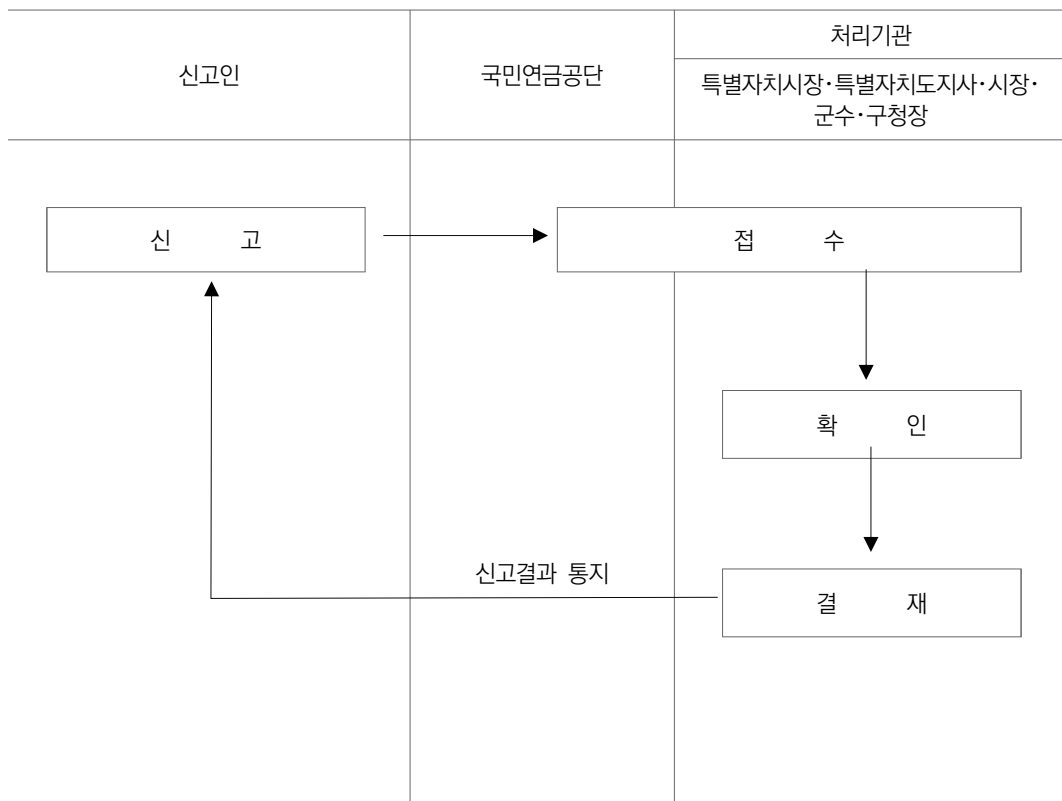 신고인
국민연금공단
처리기관
특별자치시장·특별자치도지사·시장·
군수·구청장
신 고
접 수
확 인
신고결과 통지
결 재